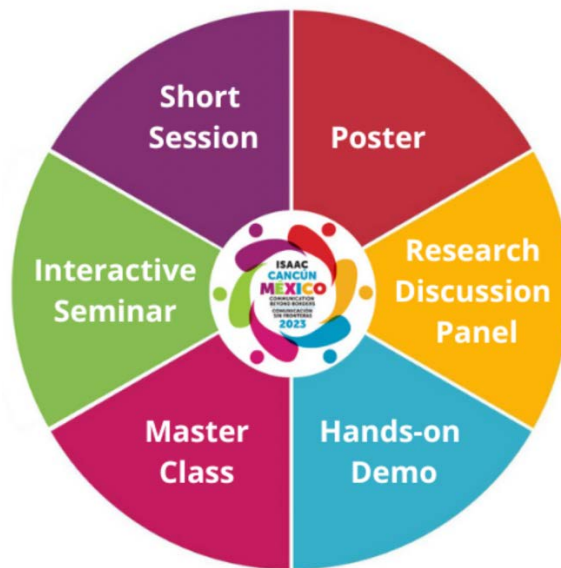 Short
Session
Poster
Research
Discussion
Panel
Hands-on
Demo
Master
Class
Interactive
Seminar
ISAAC
CANCÚN
MÉXICO
COMMUNICATION
BEYOND BORDERS
COMUNICACIÓN
SIN FRONTERAS
2023